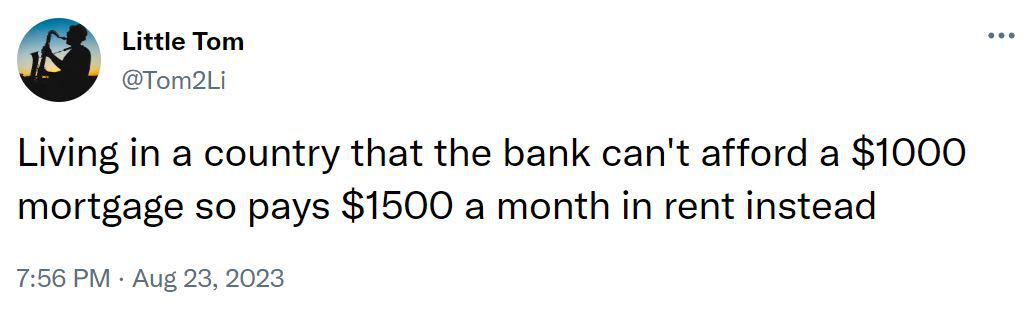 Little Tom
@Tom2Li
Living in a country that the bank can't afford a $1000
mortgage so pays $1500 a month in rent instead
7:56 PM · Aug 23, 2023